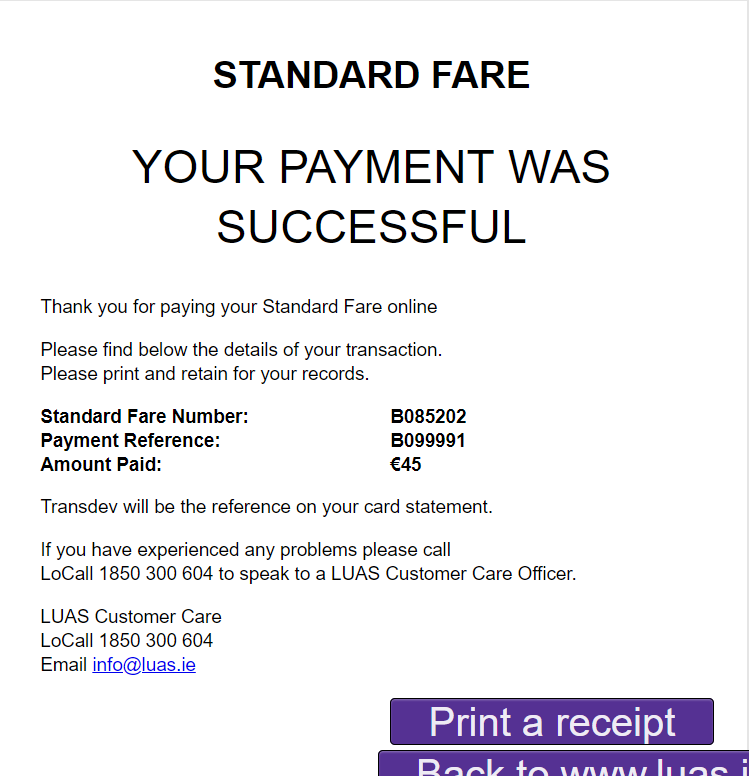 STANDARD FARE
YOUR PAYMENT WAS
SUCCESSFUL
Thank you for paying your Standard Fare online
Please find below the details of your transaction.
Please print and retain for your records.
Standard Fare Number: B085202
Payment Reference: B099991
Amount Paid: €45
Transdev will be the reference on your card statement.
If you have experienced any problems please call
LoCall 1850 300 604 to speak to a LUAS Customer Care Officer.
LUAS Customer Care
LoCall 1850 300 604
Email info@luas.ie
Print a receipt
Back to www.luas.i